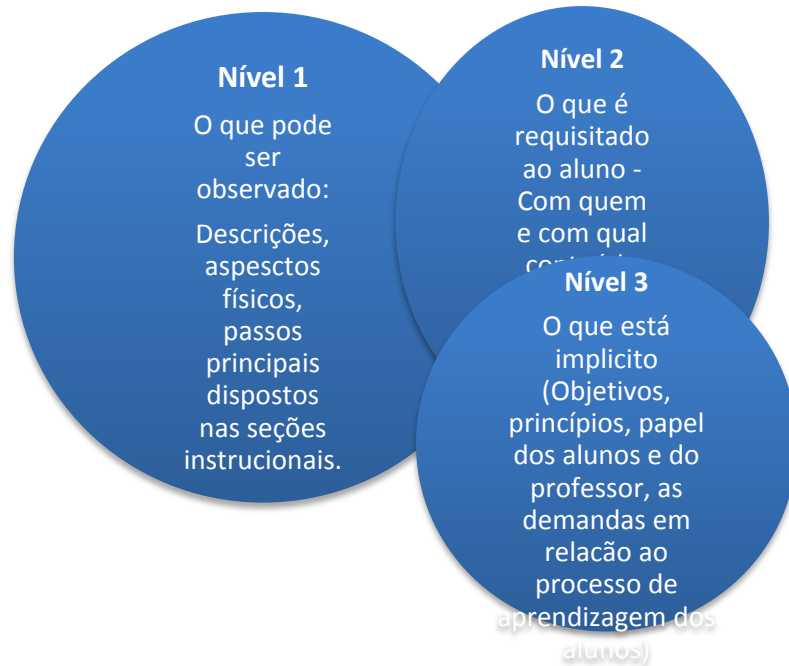 Nível 1
O que pode
ser
observado:
Descrições,
aspesctos
físicos,
passos
principais
dispostos
nas seções
instrucionais.
Nível 2
O que é
requisitado
ao aluno -
Com quem
e com qual
Nível 3
O que está
implicito
(Objetivos,
princípios, papel
dos alunos e do
professor, as
demandas em
relacão ao
processo de
aprendizagem dos
alunos)